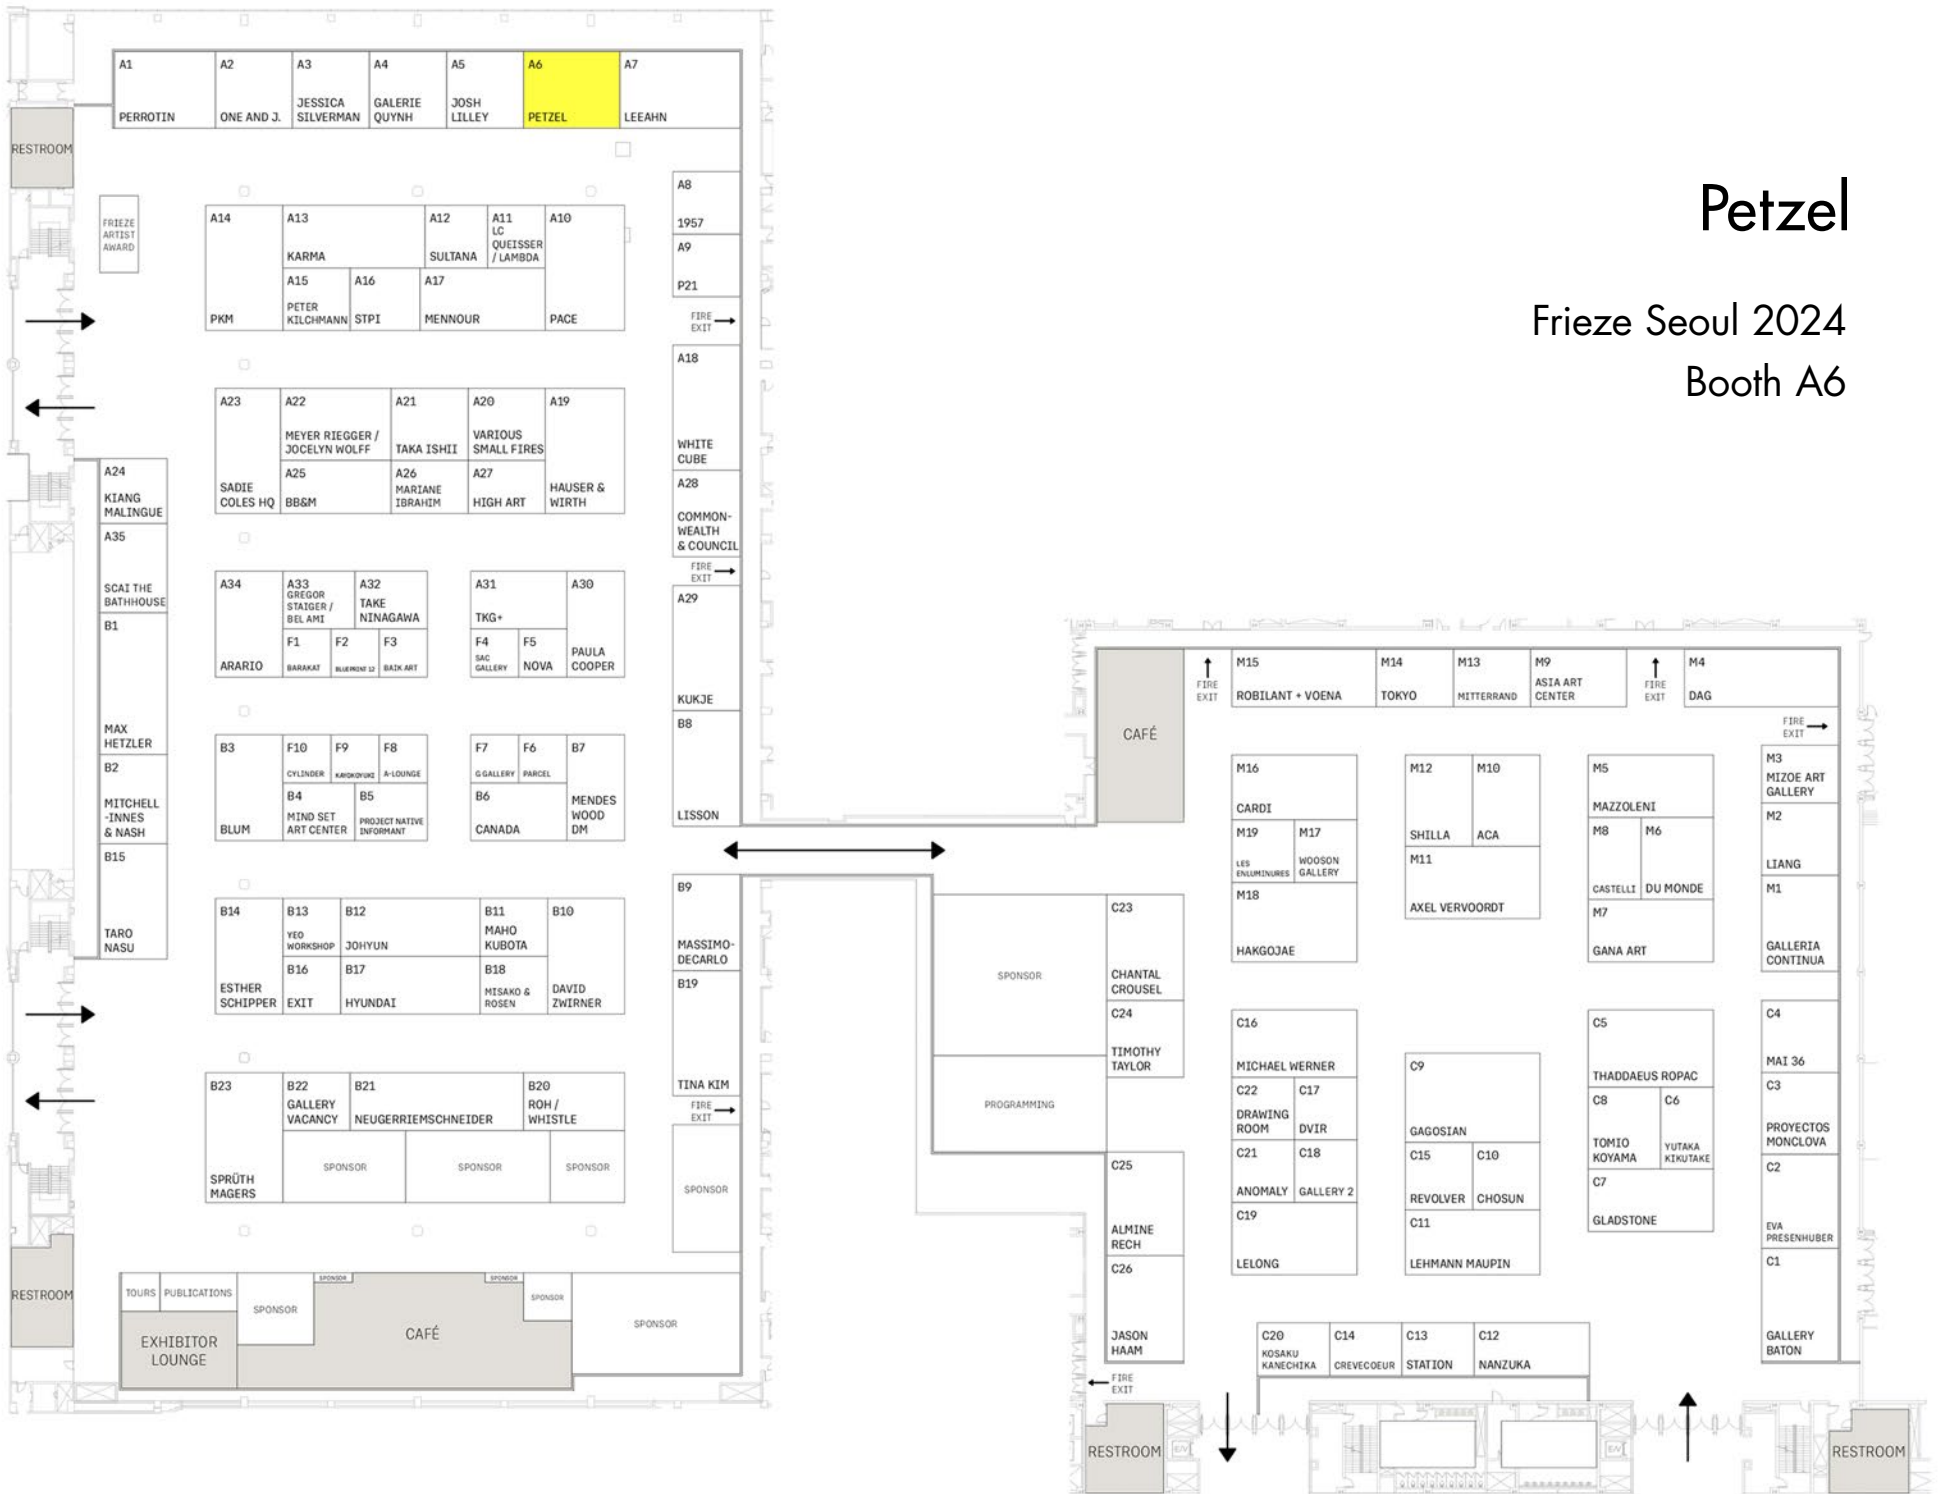 Petzel
Frieze Seoul 2024
Booth A6
A1
PERROTIN
A2
ONE AND J.
A3
JESSICA
SILVERMAN
A4
GALERIE
QUYNH
A5
JOSH
LILLEY
A6
PETZEL
A7
LEEAHN
RESTROOM
FRIEZE
ARTIST
AWARD
A8
1957
A9
P21
FIRE
EXIT
A14
PKM
A13
KARMA
A12
SULTANA
A11
LC
QUEISSER
/ LAMBDA
A10
PACE
A15
PETER
KILCHMANN
A16
STPI
A17
MENNOUR
A18
WHITE
CUBE
A28
COMMON-
WEALTH
& COUNCIL
FIRE
EXIT
A23
SADIE
COLES HQ
A22
MEYER RIEGGER /
JOCELYN WOLFF
A21
TAKA ISHII
A20
VARIOUS
SMALL FIRES
A19
HAUSER &
WIRTH
A25
BB&M
A26
MARIANE
IBRAHIM
A27
HIGH ART
A24
KIANG
MALINGUE
A35
SCAI THE
BATHHOUSE
B1
MAX
HETZLER
B2
MITCHELL
-INNES
& NASH
B15
TARO
NASU
A34
ARARIO
A33
GREGOR
STAIGER /
BEL AMI
A32
TAKE
NINAGAWA
F1
BARAKAT
F2
BLUEPRINT 12
F3
BAIK ART
A31
TKG+
A30
PAULA
COOPER
F4
SAC
GALLERY
F5
NOVA
A29
KUKJE
B8
LISSON
B3
BLUM
F10
CYLINDER
F9
KAYOKOYUKI
F8
A-LOUNGE
B4
MIND SET
ART CENTER
B5
PROJECT NATIVE
INFORMANT
F7
G GALLERY
F6
PARCEL
B7
MENDES
WOOD
DM
B6
CANADA
B14
ESTHER
SCHIPPER
B13
YEO
WORKSHOP
B12
JOHYUN
B11
MAHO
KUBOTA
B10
DAVID
ZWIRNER
B16
EXIT
B17
HYUNDAI
B18
MISAKO &
ROSEN
B9
MASSIMO-
DECARLO
B19
TINA KIM
FIRE
EXIT
SPONSOR
B23
SPRÜTH
MAGERS
B22
GALLERY
VACANCY
B21
NEUGERRIEMSCHNEIDER
B20
ROH /
WHISTLE
SPONSOR
SPONSOR
SPONSOR
RESTROOM
TOURS
PUBLICATIONS
EXHIBITOR
LOUNGE
SPONSOR
SPONSOR
SPONSOR
CAFÉ
SPONSOR
SPONSOR
CAFÉ
FIRE
EXIT
M15
ROBILANT + VOENA
M14
TOKYO
M13
MITTERRAND
M9
ASIA ART
CENTER
FIRE
EXIT
M4
DAG
FIRE
EXIT
M16
CARDI
M19
LES
ENLUMINURES
M17
WOOSON
GALLERY
M18
HAKGOJAE
M12
SHILLA
M10
ACA
M11
AXEL VERVOORDT
M5
MAZZOLENI
M8
CASTELLI
M6
DU MONDE
M7
GANA ART
M3
MIZOE ART
GALLERY
M2
LIANG
M1
GALLERIA
CONTINUA
SPONSOR
PROGRAMMING
C23
CHANTAL
CROUSEL
C24
TIMOTHY
TAYLOR
C25
ALMINE
RECH
C26
JASON
HAAM
FIRE
EXIT
C16
MICHAEL WERNER
C22
DRAWING
ROOM
C17
DVIR
C21
ANOMALY
C18
GALLERY 2
C19
LELONG
C9
GAGOSIAN
C15
REVOLVER
C10
CHOSUN
C11
LEHMANN MAUPIN
C5
THADDAEUS ROPAC
C8
TOMIO
KOYAMA
C6
YUTAKA
KIKUTAKE
C7
GLADSTONE
C4
MAI 36
C3
PROYECTOS
MONCLOVA
C2
EVA
PRESENHUBER
C1
GALLERY
BATON
C20
KOSAKU
KANECHIKA
C14
CREVECOEUR
C13
STATION
C12
NANZUKA
RESTROOM
RESTROOM